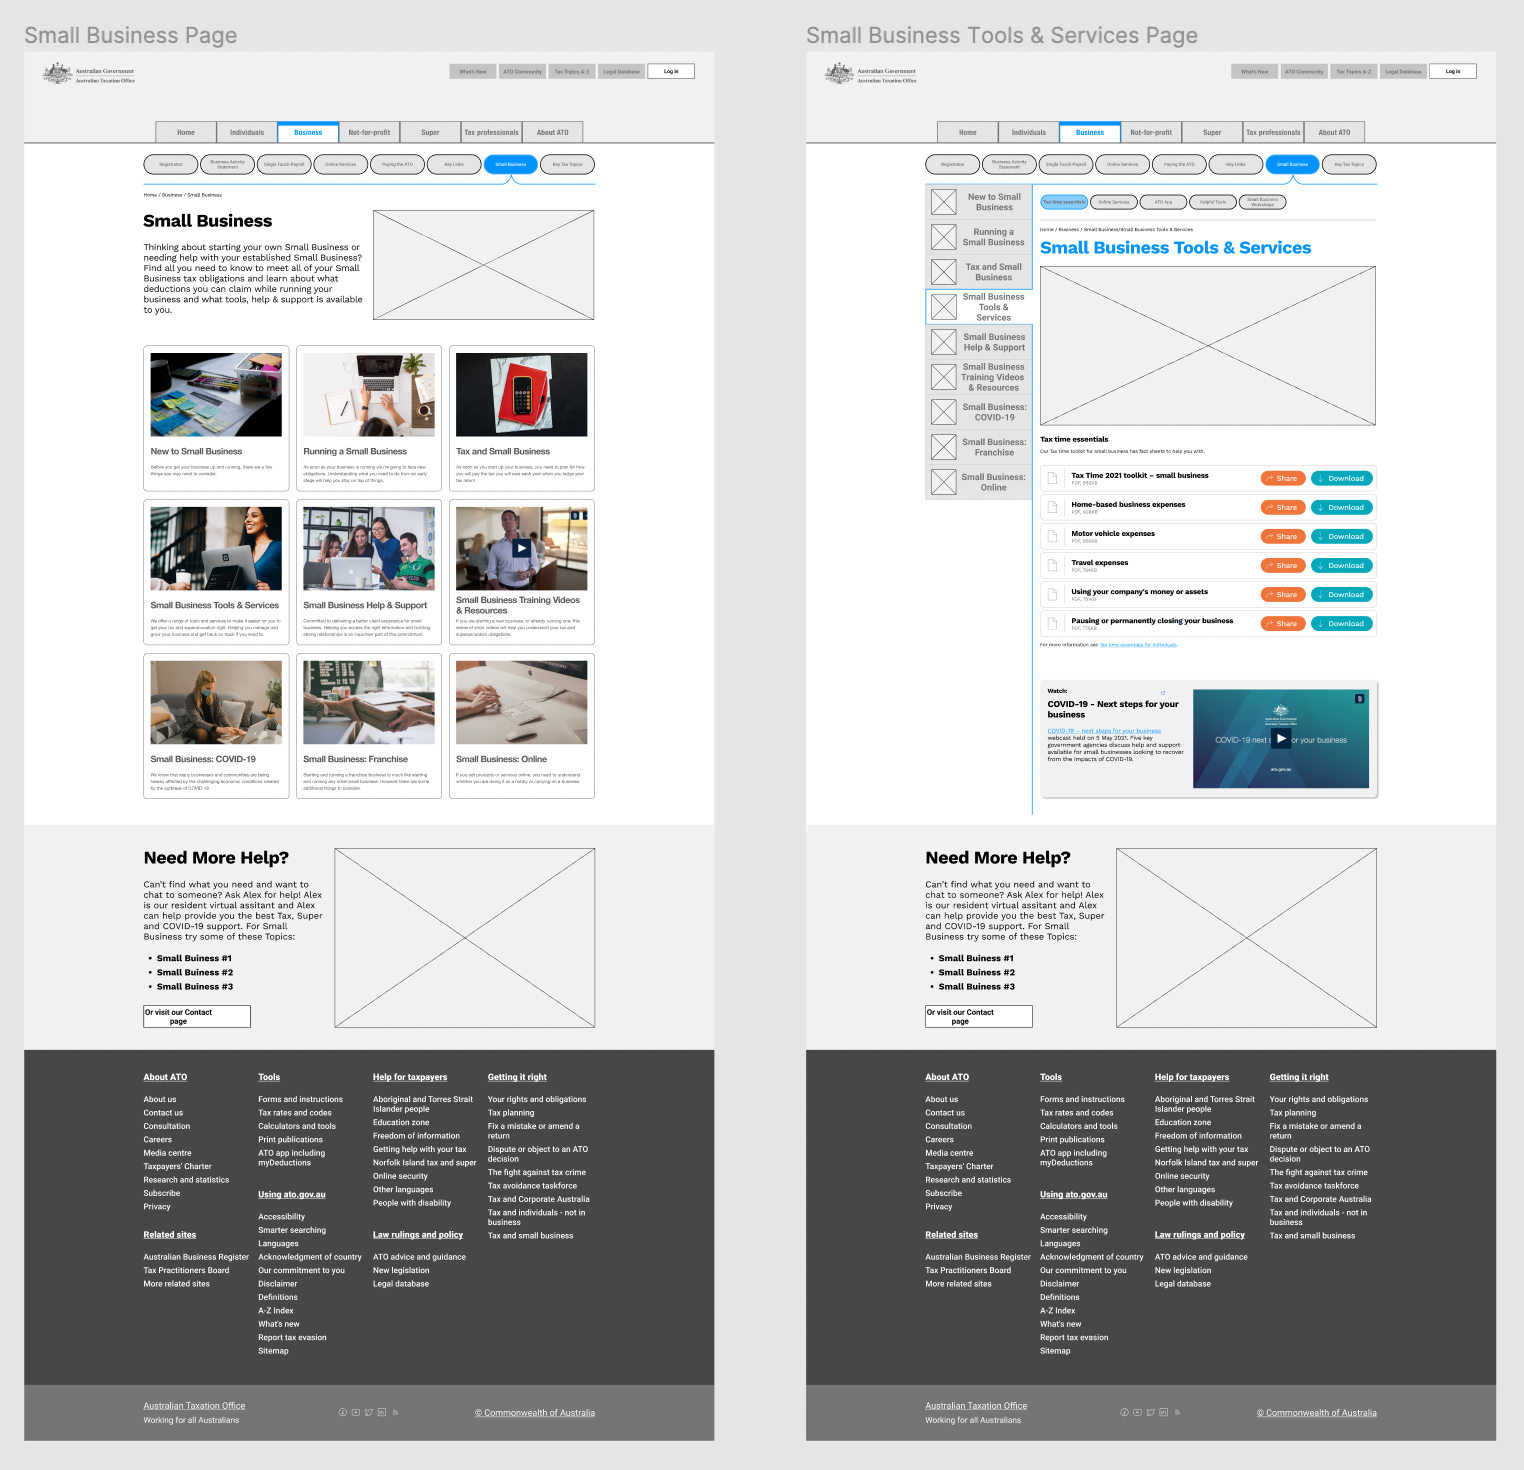 Small Business Page
Australian Government
Australian Taxation Office
What's New
ATO Community
Tax Topics A-Z
Legal Database
Log in
Home
Individuals
Business
Not-for-profit
Super
Tax professionals
About ATO
Registration
Business Activity
Statement
Single Touch Payroll
Online Services
Paying the ATO
Key Links
Small Business
Key Tax Topics
Home / Business / Small Business
Small Business
Thinking about starting your own Small Business or
needing help with your established Small Business?
Find all you need to know to meet all of your Small
Business tax obligations and learn about what
deductions you can claim while running your
business and what tools, help & support is available
to you.
New to Small Business
Before you get your business up and running, there are a few
things you may need to consider.
Running a Small Business
As soon as your business is running you're going to face new
obligations. Understanding what you need to do from an early
stage will help you stay on top of things.
Tax and Small Business
As soon as you start up your business, you need to plan for how
you will pay the tax you will owe each year when you lodge your
tax return.
Small Business Tools & Services
We offer a range of tools and services to make it easier for you to
get your tax and superannuation right. Helping you manage and
grow your business and get back on track if you need to.
Small Business Help & Support
Committed to delivering a better client experience for small
business. Helping you access the right information and building
strong relationships is an important part of this commitment.
Small Business Training Videos
& Resources
If you are starting a new business, or already running one, this
series of short videos will help you understand your tax and
superannuation obligations.
Small Business: COVID-19
We know that many businesses and communities are being
heavily affected by the challenging economic conditions created
by the outbreak of COVID-19.
Small Business: Franchise
Starting and running a franchise business is much like starting
and running any other small business. However there are some
additional things to consider.
Small Business: Online
If you sell products or services online, you need to understand
whether you are doing it as a hobby or carrying on a business.
Need More Help?
Can't find what you need and want to
chat to someone? Ask Alex for help! Alex
is our resident virtual assitant and Alex
can help provide you the best Tax, Super
and COVID-19 support. For Small
Business try some of these Topics:
• Small Buiness #1
• Small Buiness #2
• Small Buiness #3
Or visit our Contact
page
About ATO
About us
Contact us
Consultation
Careers
Media centre
Taxpayers' Charter
Research and statistics
Subscribe
Privacy
Related sites
Australian Business Register
Tax Practitioners Board
More related sites
Tools
Forms and instructions
Tax rates and codes
Calculators and tools
Print publications
ATO app including
myDeductions
Using ato.gov.au
Accessibility
Smarter searching
Languages
Acknowledgment of country
Our commitment to you
Disclaimer
Definitions
A-Z Index
What's new
Report tax evasion
Sitemap
Help for taxpayers
Aboriginal and Torres Strait
Islander people
Education zone
Freedom of information
Getting help with your tax
Norfolk Island tax and super
Online security
Other languages
People with disability
Law rulings and policy
ATO advice and guidance
New legislation
Legal database
Getting it right
Your rights and obligations
Tax planning
Fix a mistake or amend a
return
Dispute or object to an ATO
decision
The fight against tax crime
Tax avoidance taskforce
Tax and Corporate Australia
Tax and individuals - not in
business
Tax and small business
Australian Taxation Office
Working for all Australians
© Commonwealth of Australia
Small Business Tools & Services Page
Australian Government
Australian Taxation Office
What's New
ATO Community
Tax Topics A-Z
Legal Database
Log in
Home
Individuals
Business
Not-for-profit
Super
Tax professionals
About ATO
Registration
Business Activity
Statement
Single Touch Payroll
Online Services
Paying the ATO
Key Links
Small Business
Key Tax Topics
New to Small
Business
Running a
Small Business
Tax and Small
Business
Small Business
Tools &
Services
Small Business
Help & Support
Small Business
Training Videos
& Resources
Small Business:
COVID-19
Small Business:
Franchise
Small Business:
Online
Tax time essentials
Online Services
ATO App
Helpful Tools
Small Business
Workshops
Home / Business / Small Business/Small Business Tools & Services
Small Business Tools & Services
Tax time essentials
Our Tax time toolkit for small business has fact sheets to help you with:
Tax Time 2021 toolkit – small business
Share
Download
Home-based business expenses
Share
Download
Motor vehicle expenses
Share
Download
Travel expenses
Share
Download
Using your company's money or assets
Share
Download
Pausing or permanently closing your business
PDF, 775KB
Share
Download
For more information see Tax time essentials for individuals.
Watch:
COVID-19 - Next steps for your
business
COVID-19 – next steps for your business
webcast held on 5 May 2021. Five key
government agencies discuss help and support
available for small businesses looking to recover
from the impacts of COVID-19.
Australian Government
Australian Taxation Office
COVID-19 next s or your business
ato.gov.au
Need More Help?
Can't find what you need and want to
chat to someone? Ask Alex for help! Alex
is our resident virtual assitant and Alex
can help provide you the best Tax, Super
and COVID-19 support. For Small
Business try some of these Topics:
• Small Buiness #1
• Small Buiness #2
• Small Buiness #3
Or visit our Contact
page
About ATO
About us
Contact us
Consultation
Careers
Media centre
Taxpayers' Charter
Research and statistics
Subscribe
Privacy
Related sites
Australian Business Register
Tax Practitioners Board
More related sites
Tools
Forms and instructions
Tax rates and codes
Calculators and tools
Print publications
ATO app including
myDeductions
Using ato.gov.au
Accessibility
Smarter searching
Languages
Acknowledgment of country
Our commitment to you
Disclaimer
Definitions
A-Z Index
What's new
Report tax evasion
Sitemap
Help for taxpayers
Aboriginal and Torres Strait
Islander people
Education zone
Freedom of information
Getting help with your tax
Norfolk Island tax and super
Online security
Other languages
People with disability
Law rulings and policy
ATO advice and guidance
New legislation
Legal database
Getting it right
Your rights and obligations
Tax planning
Fix a mistake or amend a
return
Dispute or object to an ATO
decision
The fight against tax crime
Tax avoidance taskforce
Tax and Corporate Australia
Tax and individuals - not in
business
Tax and small business
Australian Taxation Office
Working for all Australians
© Commonwealth of Australia